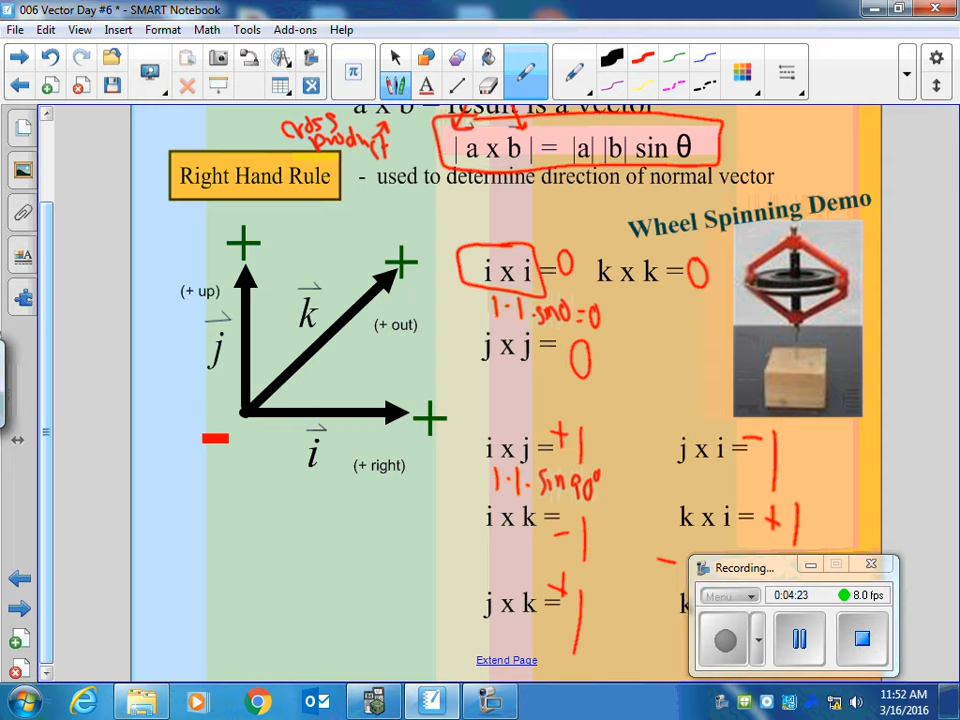 006 Vector Day #6 * - SMART Notebook
File Edit View Insert Format Math Tools Add-ons Help
a x b = result is a vector
cross
product
| a x b | = |a| |b| sin θ
Right Hand Rule - used to determine direction of normal vector
Wheel Spinning Demo
+ +
(+ up)
k
(+ out)
j
i x i = 0 k x k = 0
1·1·sin0=0
j x j = 0
+
-
i
(+ right)
i x j = +1 j x i = -1
1·1·sin90°
i x k = -1 k x i = +1
-
j x k = +1 k
Recording...
Menu 0:04:23 8.0 fps
Extend Page
11:52 AM
3/16/2016